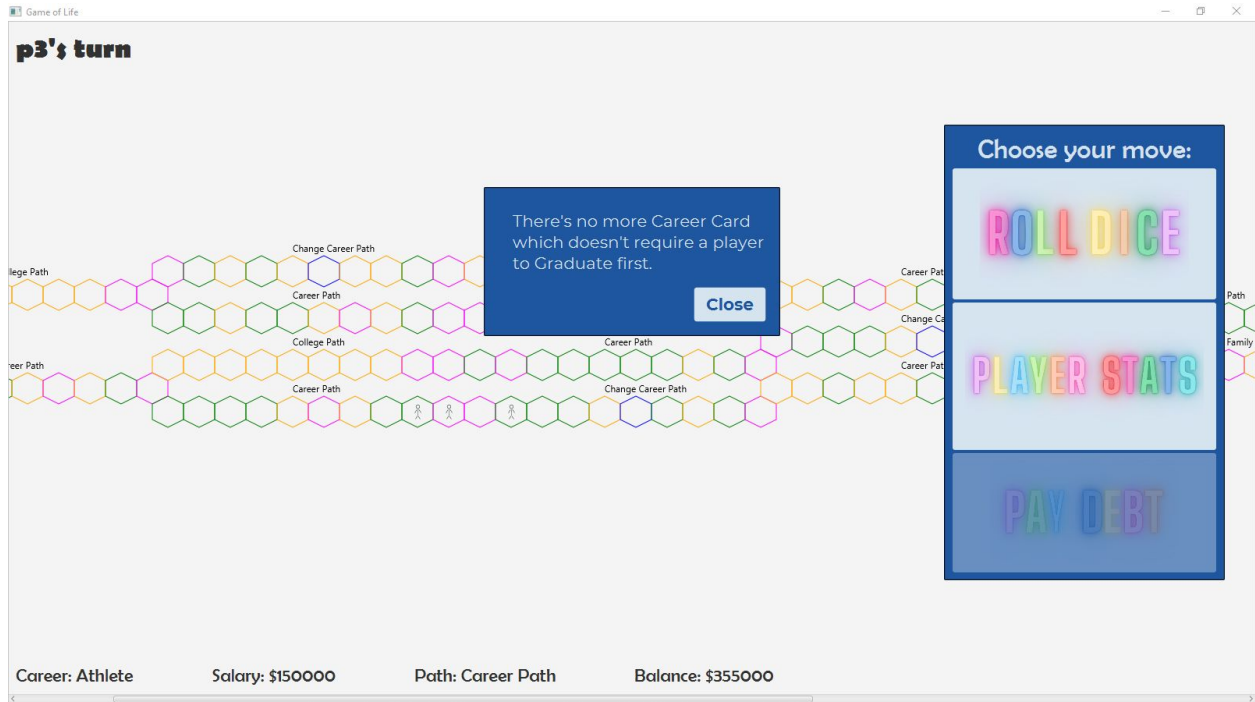 Game of Life
p3's turn
Choose your move:
ROLL DICE
PLAYER STATS
PAY DEBT
There's no more Career Card
which doesn't require a player
to Graduate first.
Close
Change Career Path
lege Path
Career Path
College Path
Career Path
eer Path
Career Path
Change Career Path
Career Pat
Change Ca
Career Pat
Path
Family
Career: Athlete
Salary: $150000
Path: Career Path
Balance: $355000